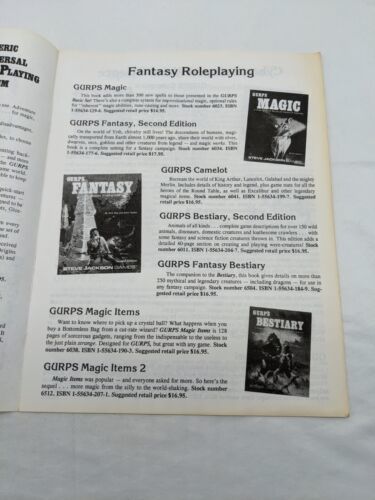 ERIC
ERSAL
PLAYING
M
use. Adventure
disadvantages,
to choose
Fantasy Roleplaying
GURPS Magic
This book adds more than 300 new spells to those presented in the GURPS
Basic Set! There's also a complete system for improvisational magic, optional rules
for "inherent" magic abilities, rune-casting and more. Stock number 6023. ISBN
1-55634-129-6. Suggested retail price $16.95.
GURPS
MAGIC
STEVE JACKSON GAMES
GURPS Fantasy, Second Edition
On the world of Yrth, chivalry still lives! The descendants of humans, magi-
cally transported from Earth almost 1,000 years ago, share their world with elves,
dwarves, orcs, goblins and other creatures from legend — and magic works. This
is a complete setting for a fantasy campaign. Stock number 6034. ISBN
1-55634-177-6. Suggested retail price $17.95.
GURPS
FANTASY
STEVE JACKSON GAMES
GURPS Camelot
Recreate the world of King Arthur, Lancelot, Galahad and the mighty
Merlin. Includes details of history and legend, plus game stats for all the
heroes of the Round Table, as well as Excalibur and other legendary
magical items. Stock number 6041. ISBN 1-55634-199-7. Suggested
retail price $16.95.
GURPS Bestiary, Second Edition
Animals of all kinds . . . complete game descriptions for over 150 wild
animals, dinosaurs, domestic creatures and loathesome crawlers . . . with
some fantasy and science fiction creatures thrown in. This edition adds a
detailed 40-page section on creating and playing were-creatures! Stock
number 6011. ISBN 1-55634-204-7. Suggested retail price $16.95.
GURPS Fantasy Bestiary
The companion to the Bestiary, this book gives details on more than
250 mythical and legendary creatures — including dragons — for use in
any fantasy campaign. Stock number 6504. ISBN 1-55634-184-9. Sug-
gested retail price $16.95.
GURPS Magic Items
Want to know where to pick up a crystal ball? What happens when you
buy a Bottomless Bag from a cut-rate wizard? GURPS Magic Items is 128
pages of sorcerous gadgets, ranging from the indispensable to the useless to
the just plain strange. Designed for GURPS, but great with any game. Stock
number 6038. ISBN 1-55634-190-3. Suggested retail price $16.95.
GURPS
BESTIARY
GURPS Magic Items 2
Magic Items was popular — and everyone asked for more. So here's the
sequel . . . more magic from the silly to the world-shaking. Stock number
6512. ISBN 1-55634-207-1. Suggested retail price $16.95.